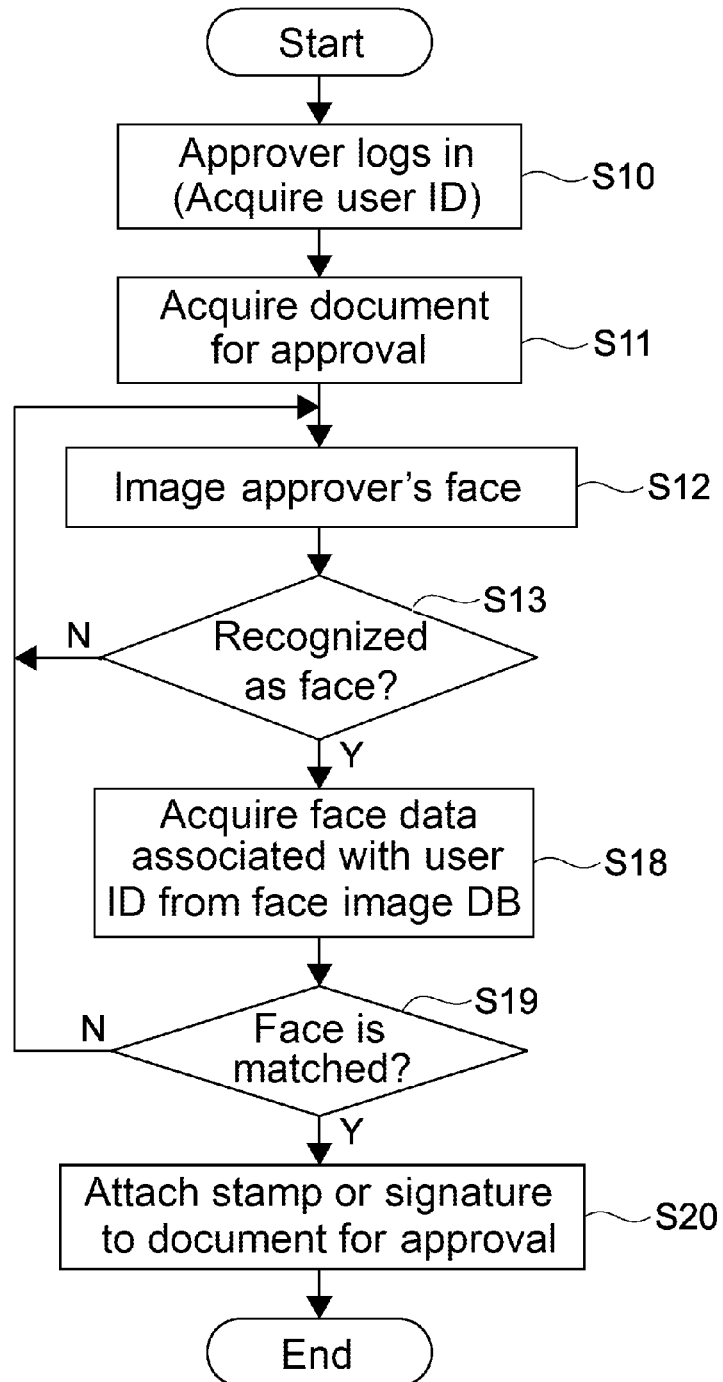 Start
Approver logs in
(Acquire user ID)
S10
Acquire document
for approval
S11
Image approver’s face
S12
S13
N
Recognized
as face?
Y
Acquire face data
associated with user
ID from face image DB
S18
S19
N
Face is
matched?
Y
Attach stamp or signature
to document for approval
S20
End